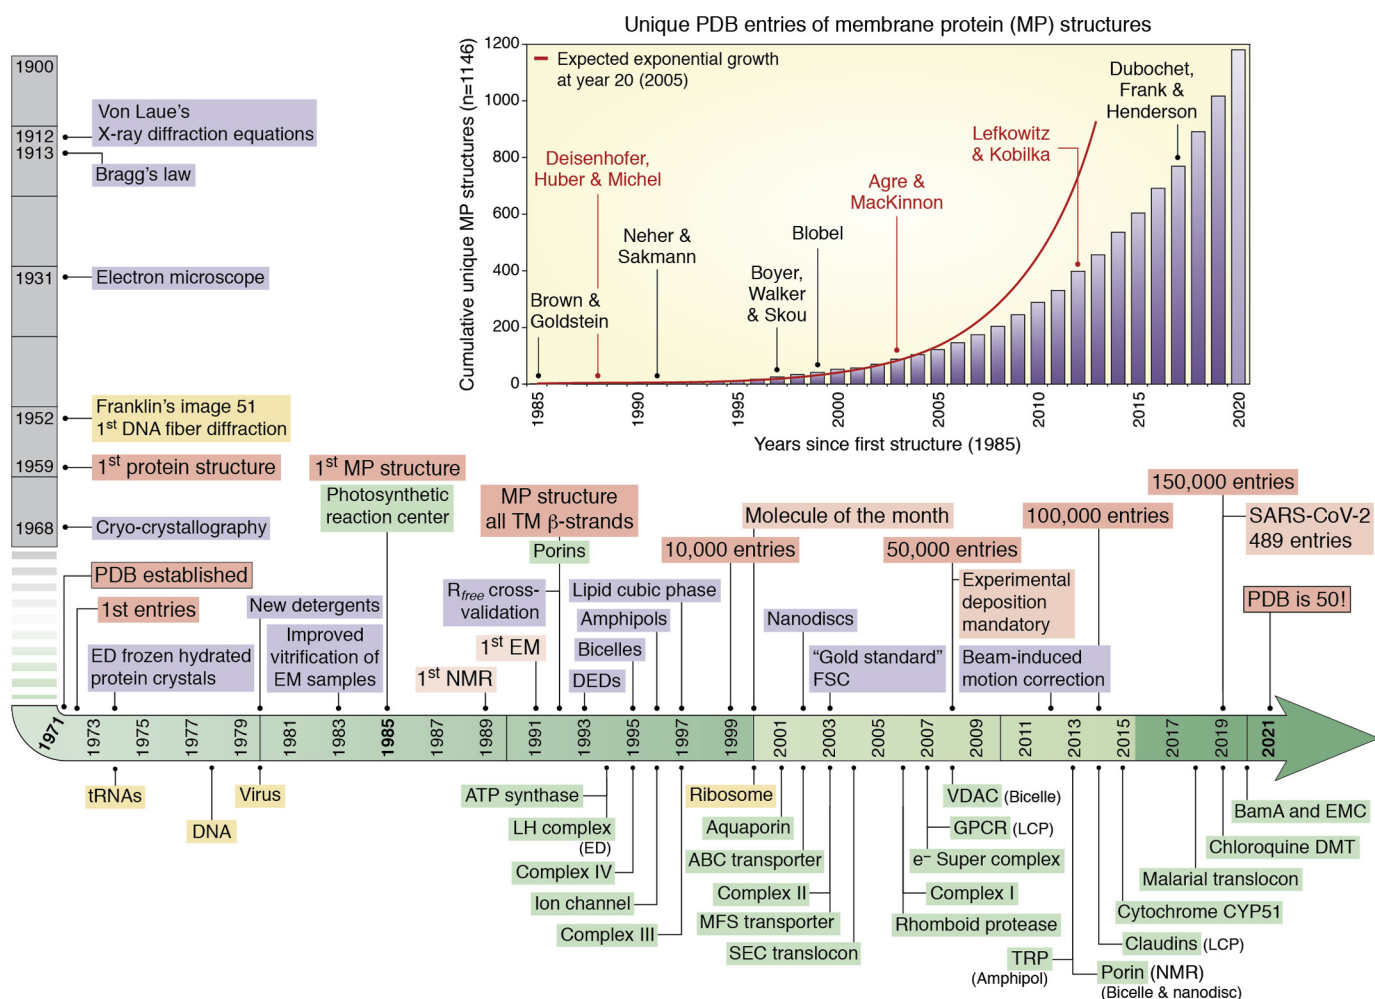 Unique PDB entries of membrane protein (MP) structures
Cumulative unique MP structures (n=1146)
1200
1000
800
600
400
200
0
Expected exponential growth
at year 20 (2005)
Deisenhofer,
Huber & Michel
Brown &
Goldstein
Neher &
Sakmann
Boyer,
Walker
& Skou
Blobel
Agre &
MacKinnon
Lefkowitz
& Kobilka
Dubochet,
Frank &
Henderson
1985
1990
1995
2000
2005
2010
2015
2020
Years since first structure (1985)
1900
1912
1913
1931
1952
1959
1968
Von Laue’s
X-ray diffraction equations
Bragg’s law
Electron microscope
Franklin’s image 51
1st DNA fiber diffraction
1st protein structure
Cryo-crystallography
PDB established
1st entries
ED frozen hydrated
protein crystals
New detergents
Improved
vitrification of
EM samples
1st MP structure
Photosynthetic
reaction center
1st NMR
1st EM
Rfree cross-
validation
MP structure
all TM β-strands
Porins
Lipid cubic phase
Amphipols
Bicelles
DEDs
10,000 entries
Molecule of the month
Nanodiscs
“Gold standard”
FSC
50,000 entries
Experimental
deposition
mandatory
Beam-induced
motion correction
100,000 entries
150,000 entries
SARS-CoV-2
489 entries
PDB is 50!
1971
1973
1975
1977
1979
1981
1983
1985
1987
1989
1991
1993
1995
1997
1999
2001
2003
2005
2007
2009
2011
2013
2015
2017
2019
2021
tRNAs
DNA
Virus
ATP synthase
LH complex
(ED)
Complex IV
Ion channel
Complex III
Ribosome
Aquaporin
ABC transporter
Complex II
MFS transporter
SEC translocon
VDAC (Bicelle)
GPCR (LCP)
e– Super complex
Complex I
Rhomboid protease
TRP
(Amphipol)
Porin (NMR)
(Bicelle & nanodisc)
Claudins (LCP)
Cytochrome CYP51
Malarial translocon
Chloroquine DMT
BamA and EMC